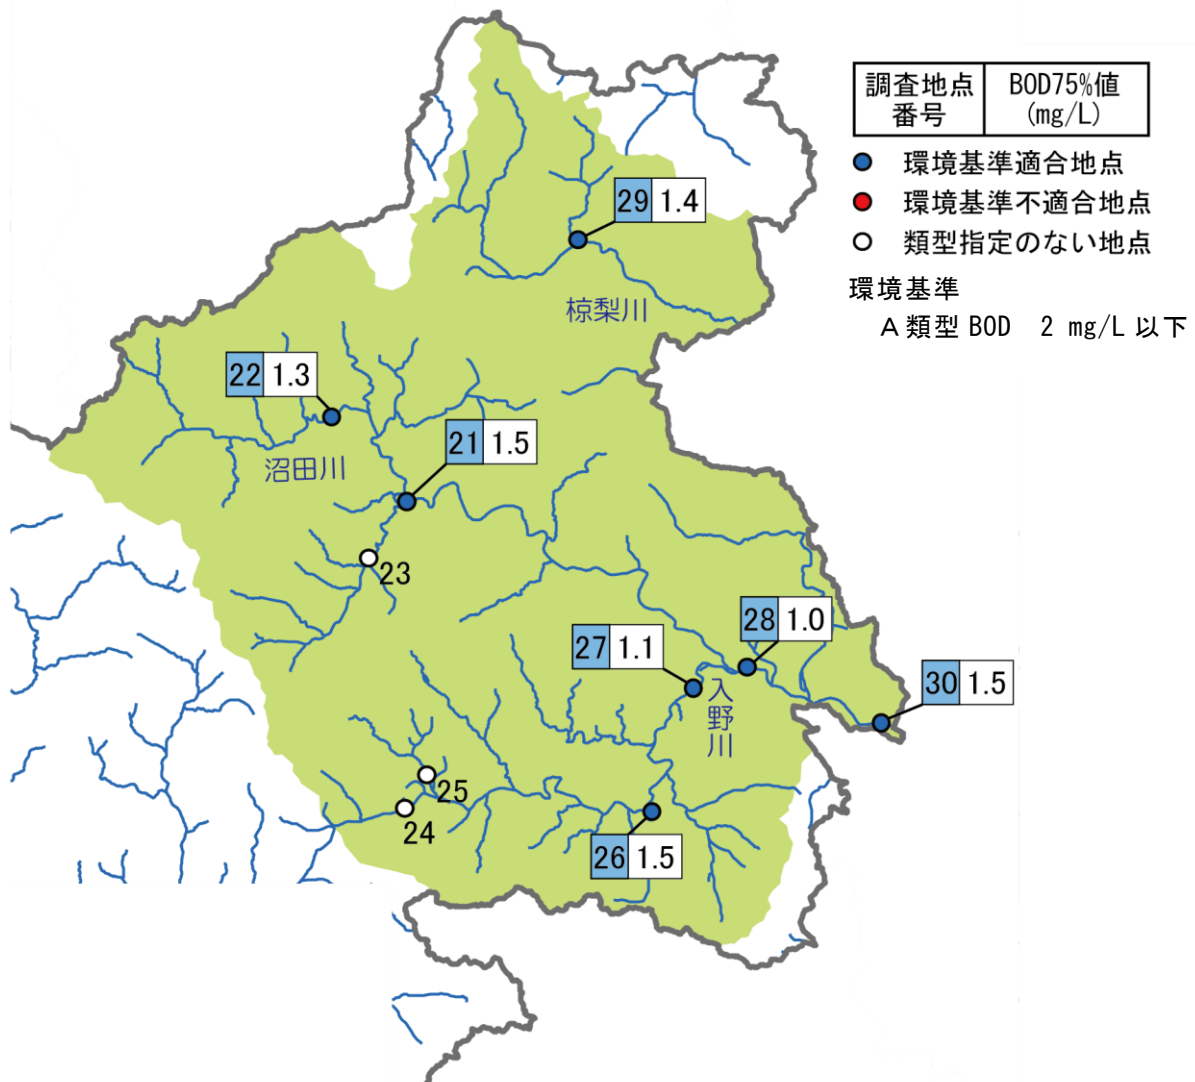 調査地点
番号
BOD75%値
(mg/L)
環境基準適合地点
環境基準不適合地点
類型指定のない地点
環境基準
A類型 BOD 2 mg/L 以下
29 1.4
椋梨川
22 1.3
21 1.5
沼田川
23
28 1.0
27 1.1
30 1.5
入野川
25
24
26 1.5